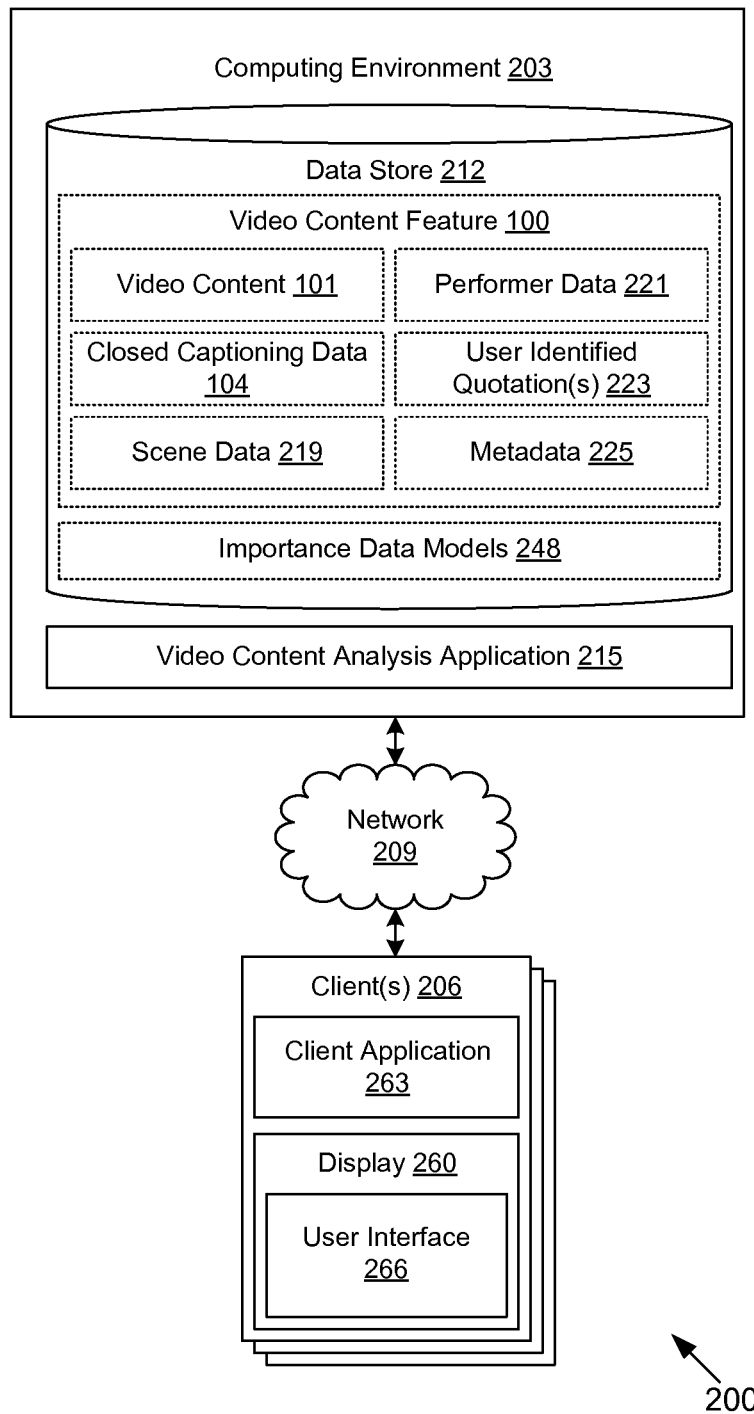 Computing Environment 203
Data Store 212
Video Content Feature 100
Video Content 101
Performer Data 221
Closed Captioning Data
104
User Identified
Quotation(s) 223
Scene Data 219
Metadata 225
Importance Data Models 248
Video Content Analysis Application 215
Network
209
Client(s) 206
Client Application
263
Display 260
User Interface
266
200